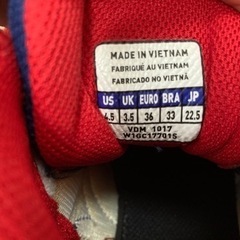 MADE IN VIETNAM
FABRIQUÉ AU VIETNAM
FABRICADO NO VIETNÃ
US UK EURO BRA JP
4.5 3.5 36 33 22.5
VDM 1017
W1GC177015